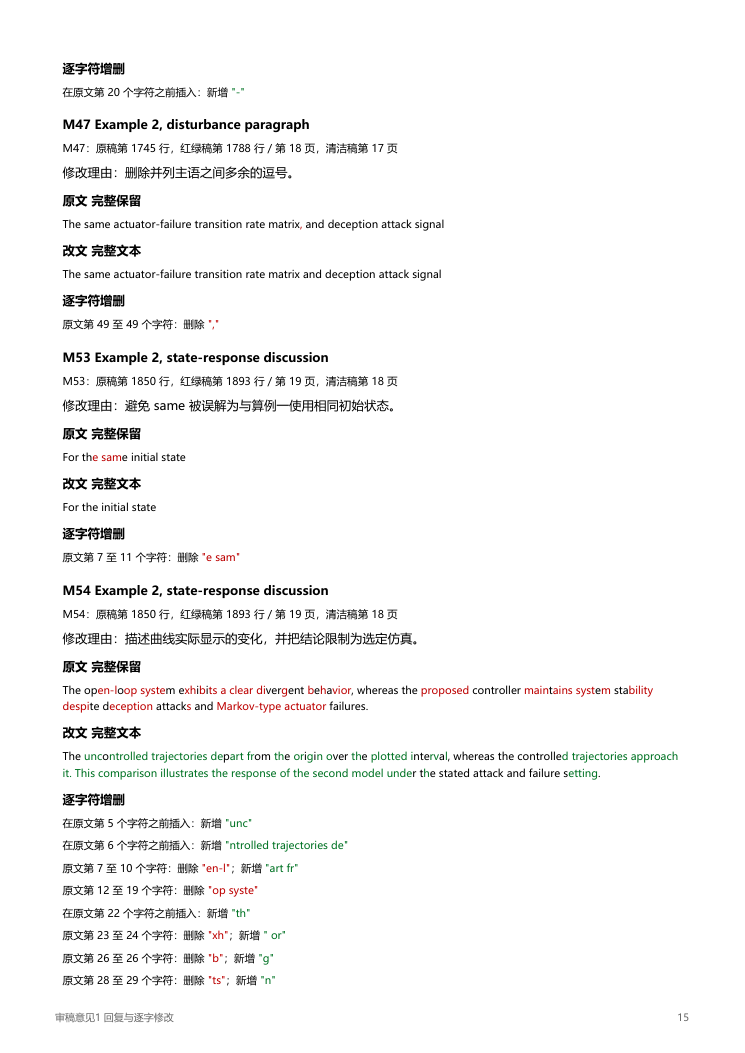 逐字符增删
在原文第 20 个字符之前插入：新增 "-"
M47 Example 2, disturbance paragraph
M47：原稿第 1745 行，红绿稿第 1788 行 / 第 18 页，清洁稿第 17 页
修改理由：删除并列主语之间多余的逗号。
原文 完整保留
The same actuator-failure transition rate matrix, and deception attack signal
改文 完整文本
The same actuator-failure transition rate matrix and deception attack signal
逐字符增删
原文第 49 至 49 个字符：删除 ","
M53 Example 2, state-response discussion
M53：原稿第 1850 行，红绿稿第 1893 行 / 第 19 页，清洁稿第 18 页
修改理由：避免 same 被误解为与算例一使用相同初始状态。
原文 完整保留
For the same initial state
改文 完整文本
For the initial state
逐字符增删
原文第 7 至 11 个字符：删除 "e sam"
M54 Example 2, state-response discussion
M54：原稿第 1850 行，红绿稿第 1893 行 / 第 19 页，清洁稿第 18 页
修改理由：描述曲线实际显示的变化，并把结论限制为选定仿真。
原文 完整保留
The open-loop system exhibits a clear divergent behavior, whereas the proposed controller maintains system stability
despite deception attacks and Markov-type actuator failures.
改文 完整文本
The uncontrolled trajectories depart from the origin over the plotted interval, whereas the controlled trajectories approach
it. This comparison illustrates the response of the second model under the stated attack and failure setting.
逐字符增删
在原文第 5 个字符之前插入：新增 "unc"
在原文第 6 个字符之前插入：新增 "ntrolled trajectories de"
原文第 7 至 10 个字符：删除 "en-l"；新增 "art fr"
原文第 12 至 19 个字符：删除 "op syste"
在原文第 22 个字符之前插入：新增 "th"
原文第 23 至 24 个字符：删除 "xh"；新增 " or"
原文第 26 至 26 个字符：删除 "b"；新增 "g"
原文第 28 至 29 个字符：删除 "ts"；新增 "n"
审稿意见1 回复与逐字修改
15